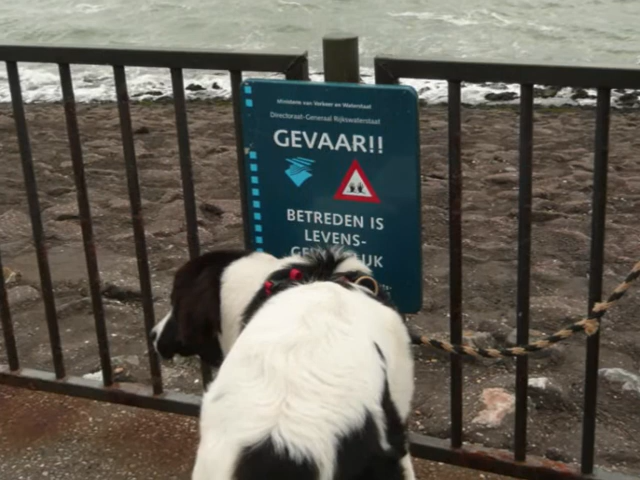 Ministerie van Verkeer en Waterstaat
Directoraat-Generaal Rijkswaterstaat
GEVAAR!!
BETREDEN IS
LEVENS-